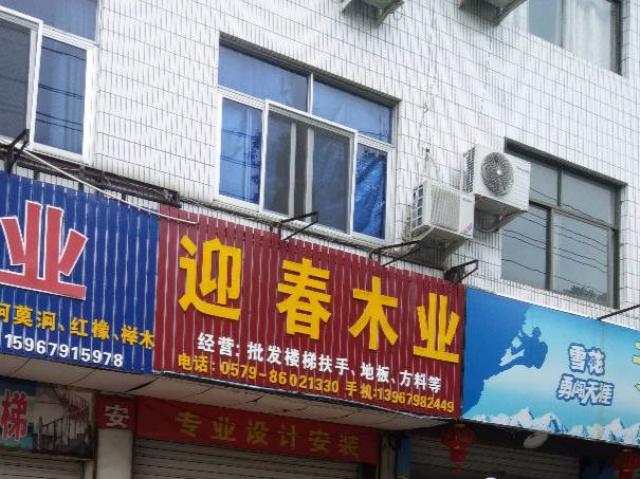 业
阿莫涧、红橡、榉木
15967915978
迎春木业
经营:批发楼梯扶手、地板、方料等
电话:0579-86021330 手机:13967982449
雪花
勇闯天涯
梯
安
专业设计安装